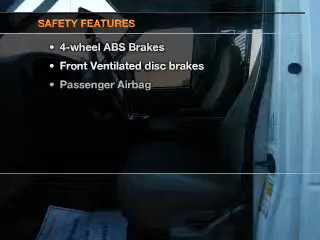 SAFETY FEATURES
• 4-wheel ABS Brakes
• Front Ventilated disc brakes
• Passenger Airbag